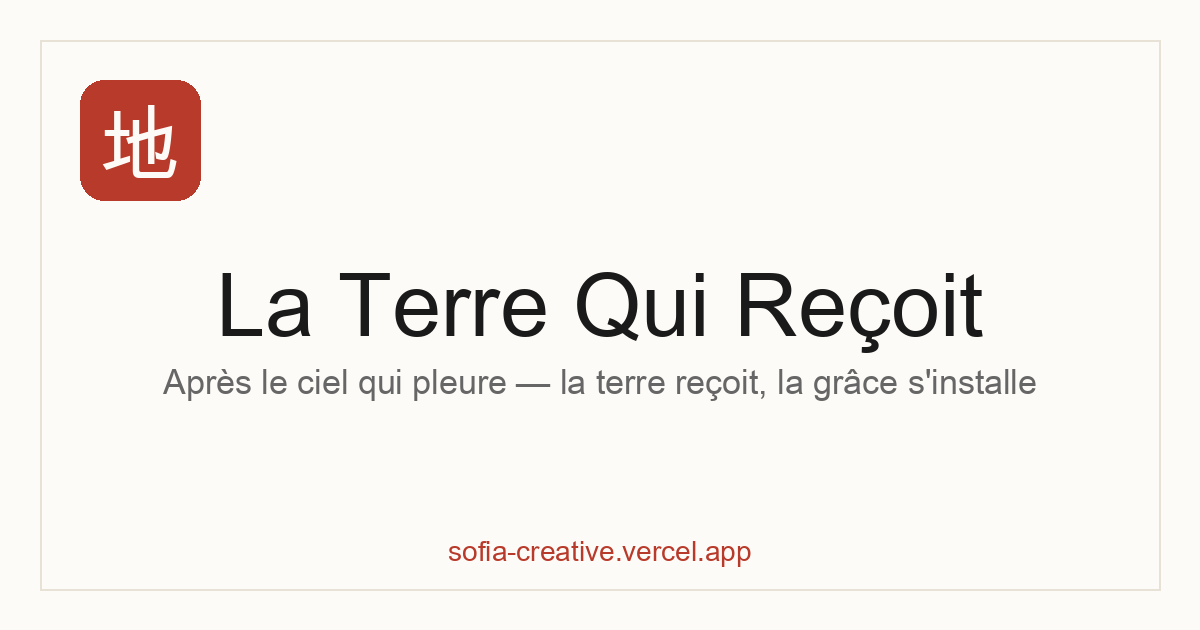 地
La Terre Qui Reçoit
Après le ciel qui pleure — la terre reçoit, la grâce s'installe
sofia-creative.vercel.app